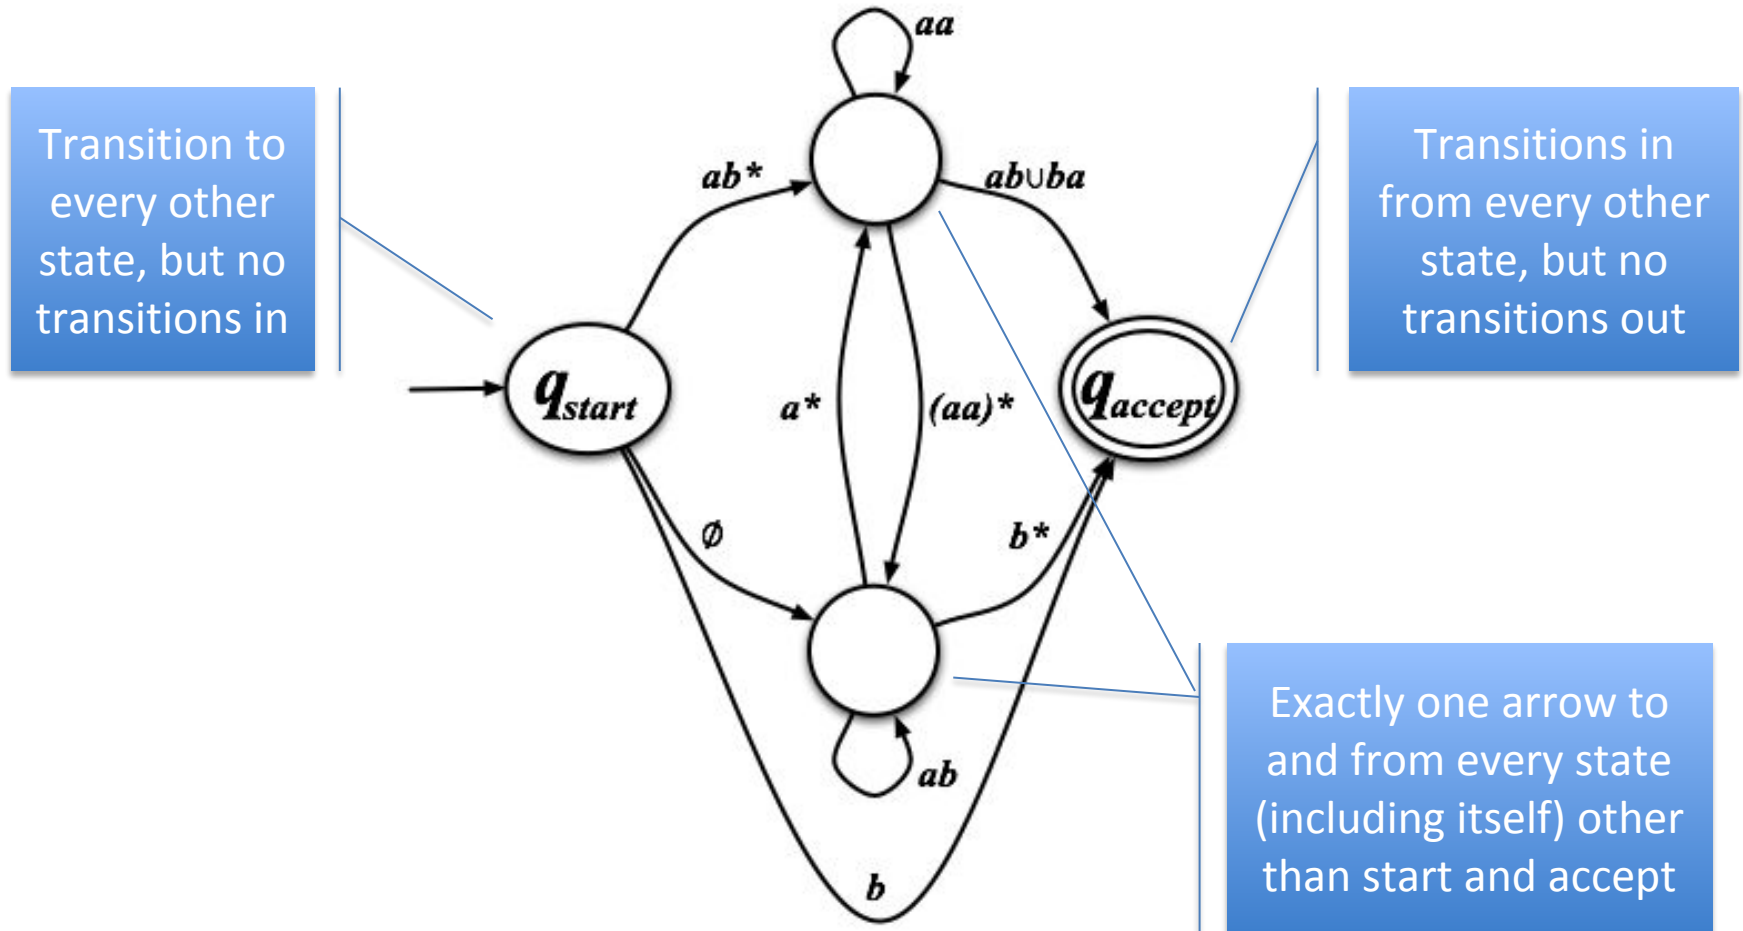 aa
Transition to
every other
state, but no
transitions in
Transitions in
from every other
state, but no
transitions out
ab*
ab∪ba
q_start
a*
(aa)*
q_accept
∅
b*
ab
b
Exactly one arrow to
and from every state
(including itself) other
than start and accept